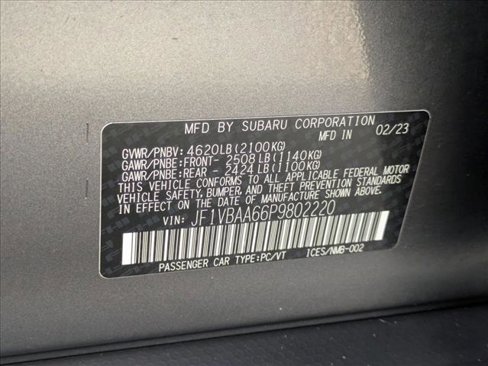 MFD BY SUBARU CORPORATION
MFD IN 02/23
GVWR/PNBV: 4620LB(2100KG)
GAWR/PNBE:FRONT- 2508LB(1140KG)
GAWR/PNBE:REAR - 2424LB(1100KG)
THIS VEHICLE CONFORMS TO ALL APPLICABLE FEDERAL MOTOR
VEHICLE SAFETY, BUMPER, AND THEFT PREVENTION STANDARDS
IN EFFECT ON THE DATE OF MANUFACTURE SHOWN ABOVE.
VIN: JF1VBAA66P9802220
PASSENGER CAR TYPE:PC/VT ICES/NMB-002